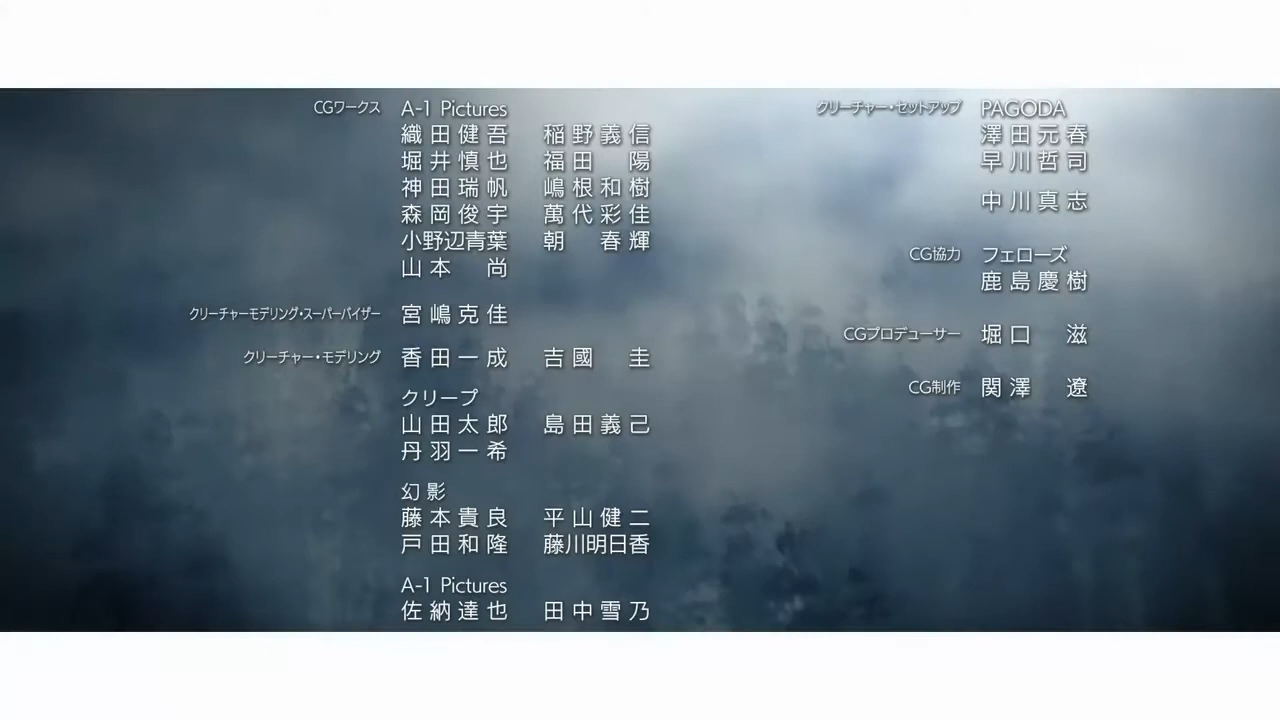 CGワークス A-1 Pictures
織田健吾 稲野義信
堀井慎也 福田 陽
神田瑞帆 嶋根和樹
森岡俊宇 萬代彩佳
小野辺青葉 朝 春輝
山本 尚
クリーチャーモデリング・スーパーバイザー 宮嶋克佳
クリーチャー・モデリング 香田一成 吉國 圭
クリープ
山田太郎 島田義己
丹羽一希
幻影
藤本貴良 平山健二
戸田和隆 藤川明日香
A-1 Pictures
佐納達也 田中雪乃
クリーチャー・セットアップ PAGODA
澤田元春
早川哲司
中川真志
CG協力 フェローズ
鹿島慶樹
CGプロデューサー 堀口 滋
CG制作 関澤 遼